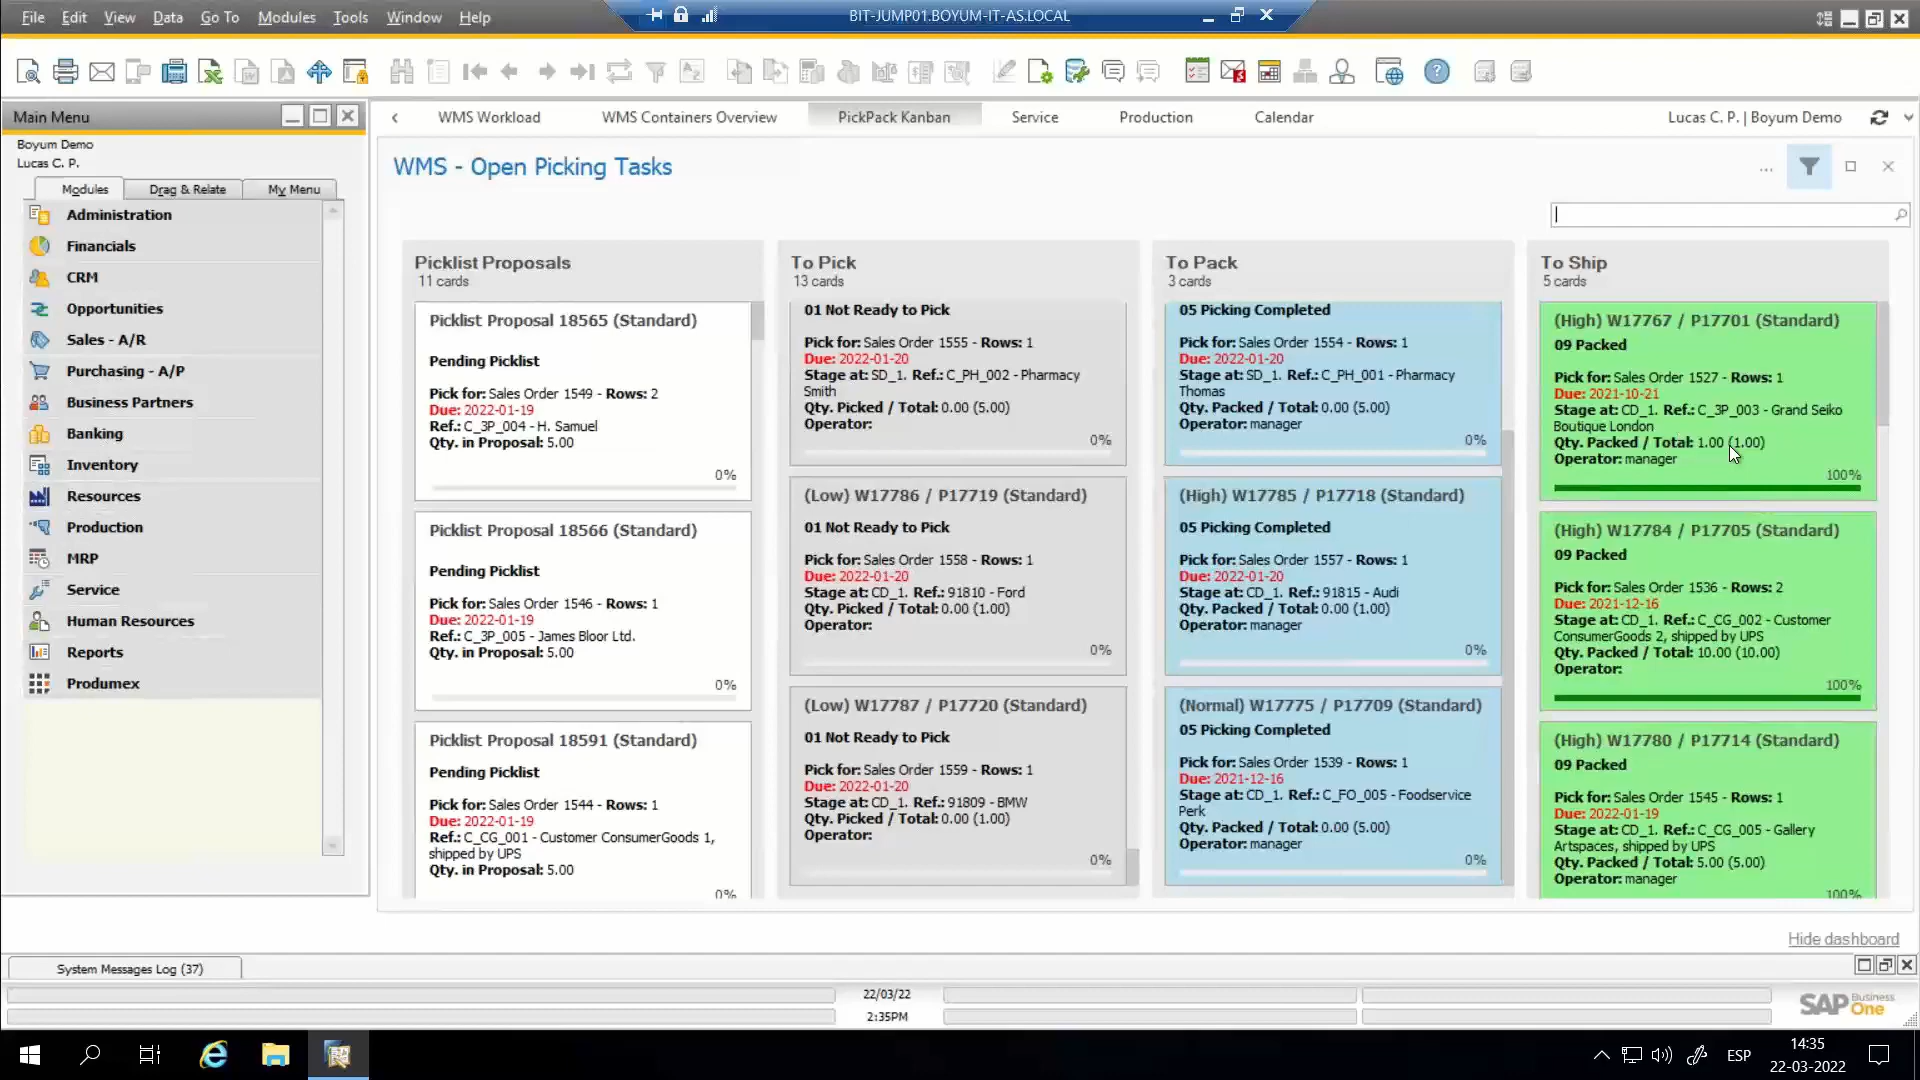 File Edit View Data Go To Modules Tools Window Help
BIT-JUMP01.BOYUM-IT-AS.LOCAL
Main Menu
Boyum Demo
Lucas C. P.
Modules Drag & Relate My Menu
Administration
Financials
CRM
Opportunities
Sales - A/R
Purchasing - A/P
Business Partners
Banking
Inventory
Resources
Production
MRP
Service
Human Resources
Reports
Produmex
WMS Workload WMS Containers Overview PickPack Kanban Service Production Calendar
Lucas C. P. | Boyum Demo
WMS - Open Picking Tasks
...
Picklist Proposals
11 cards
Picklist Proposal 18565 (Standard)
Pending Picklist
Pick for: Sales Order 1549 - Rows: 2
Due: 2022-01-19
Ref.: C_3P_004 - H. Samuel
Qty. in Proposal: 5.00
0%
Picklist Proposal 18566 (Standard)
Pending Picklist
Pick for: Sales Order 1546 - Rows: 1
Due: 2022-01-19
Ref.: C_3P_005 - James Bloor Ltd.
Qty. in Proposal: 5.00
0%
Picklist Proposal 18591 (Standard)
Pending Picklist
Pick for: Sales Order 1544 - Rows: 1
Due: 2022-01-19
Ref.: C_CG_001 - Customer ConsumerGoods 1,
shipped by UPS
Qty. in Proposal: 5.00
0%
To Pick
13 cards
01 Not Ready to Pick
Pick for: Sales Order 1555 - Rows: 1
Due: 2022-01-20
Stage at: SD_1. Ref.: C_PH_002 - Pharmacy
Smith
Qty. Picked / Total: 0.00 (5.00)
Operator:
0%
(Low) W17786 / P17719 (Standard)
01 Not Ready to Pick
Pick for: Sales Order 1558 - Rows: 1
Due: 2022-01-20
Stage at: CD_1. Ref.: 91810 - Ford
Qty. Picked / Total: 0.00 (1.00)
Operator:
0%
(Low) W17787 / P17720 (Standard)
01 Not Ready to Pick
Pick for: Sales Order 1559 - Rows: 1
Due: 2022-01-20
Stage at: CD_1. Ref.: 91809 - BMW
Qty. Picked / Total: 0.00 (1.00)
Operator:
0%
To Pack
3 cards
05 Picking Completed
Pick for: Sales Order 1554 - Rows: 1
Due: 2022-01-20
Stage at: SD_1. Ref.: C_PH_001 - Pharmacy
Thomas
Qty. Packed / Total: 0.00 (5.00)
Operator: manager
0%
(High) W17785 / P17718 (Standard)
05 Picking Completed
Pick for: Sales Order 1557 - Rows: 1
Due: 2022-01-20
Stage at: CD_1. Ref.: 91815 - Audi
Qty. Packed / Total: 0.00 (1.00)
Operator: manager
0%
(Normal) W17775 / P17709 (Standard)
05 Picking Completed
Pick for: Sales Order 1539 - Rows: 1
Due: 2021-12-16
Stage at: CD_1. Ref.: C_FO_005 - Foodservice
Perk
Qty. Packed / Total: 0.00 (5.00)
Operator: manager
0%
To Ship
5 cards
(High) W17767 / P17701 (Standard)
09 Packed
Pick for: Sales Order 1527 - Rows: 1
Due: 2021-10-21
Stage at: CD_1. Ref.: C_3P_003 - Grand Seiko
Boutique London
Qty. Packed / Total: 1.00 (1.00)
Operator: manager
100%
(High) W17784 / P17705 (Standard)
09 Packed
Pick for: Sales Order 1536 - Rows: 2
Due: 2021-12-16
Stage at: CD_1. Ref.: C_CG_002 - Customer
ConsumerGoods 2, shipped by UPS
Qty. Packed / Total: 10.00 (10.00)
Operator:
100%
(High) W17780 / P17714 (Standard)
09 Packed
Pick for: Sales Order 1545 - Rows: 1
Due: 2022-01-19
Stage at: CD_1. Ref.: C_CG_005 - Gallery
Artspaces, shipped by UPS
Qty. Packed / Total: 5.00 (5.00)
Operator: manager
100%
Hide dashboard
System Messages Log (37)
22/03/22
2:35PM
SAP Business One
ESP
14:35
22-03-2022